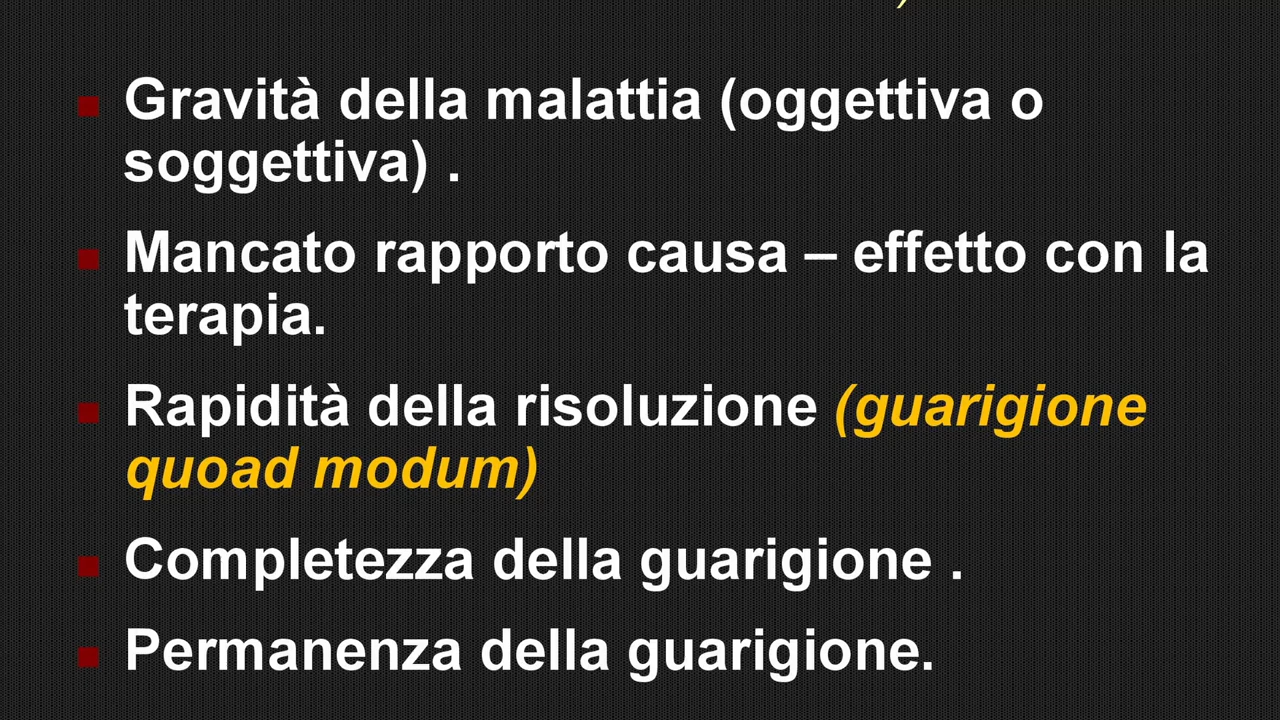 Gravità della malattia (oggettiva o
soggettiva) .
Mancato rapporto causa – effetto con la
terapia.
Rapidità della risoluzione (guarigione
quoad modum)
Completezza della guarigione .
Permanenza della guarigione.